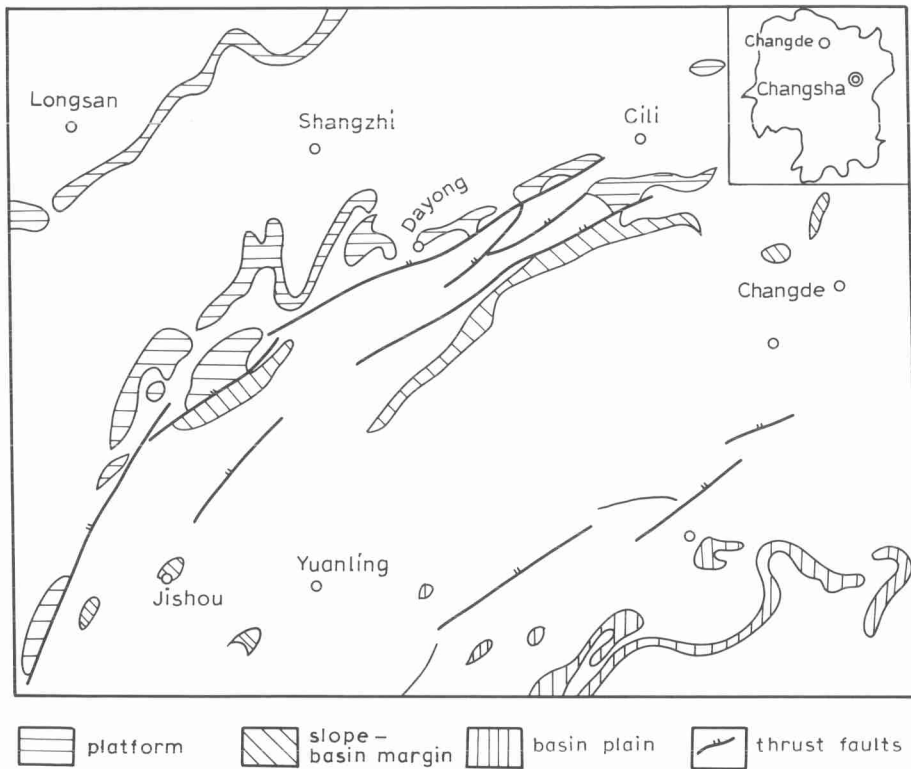 Changde
Changsha
Longsan
Shangzhi
Cili
Dayong
Changde
Yuanling
Jishou
platform
slope –
basin margin
basin plain
thrust faults